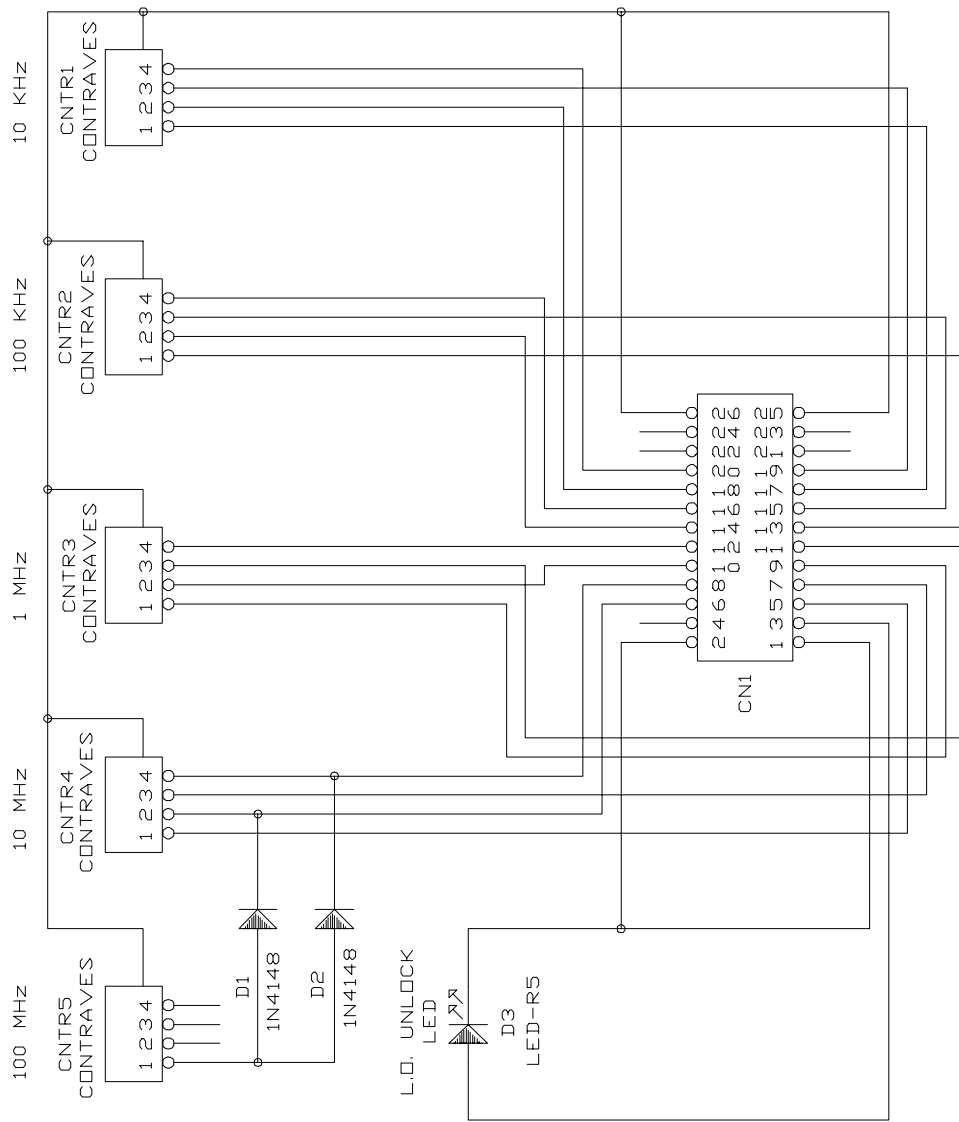 100 MHz
10 MHz
1 MHz
100 KHz
10 KHz
CNTR5
CONTRAVES
1 2 3 4
CNTR4
CONTRAVES
1 2 3 4
CNTR3
CONTRAVES
1 2 3 4
CNTR2
CONTRAVES
1 2 3 4
CNTR1
CONTRAVES
1 2 3 4
D1
1N4148
D2
1N4148
L.O. UNLOCK
LED
D3
LED-R5
2 4 6 8 10 12 14 16 18 20 22 24 26
1 3 5 7 9 11 13 15 17 19 21 23 25
CN1